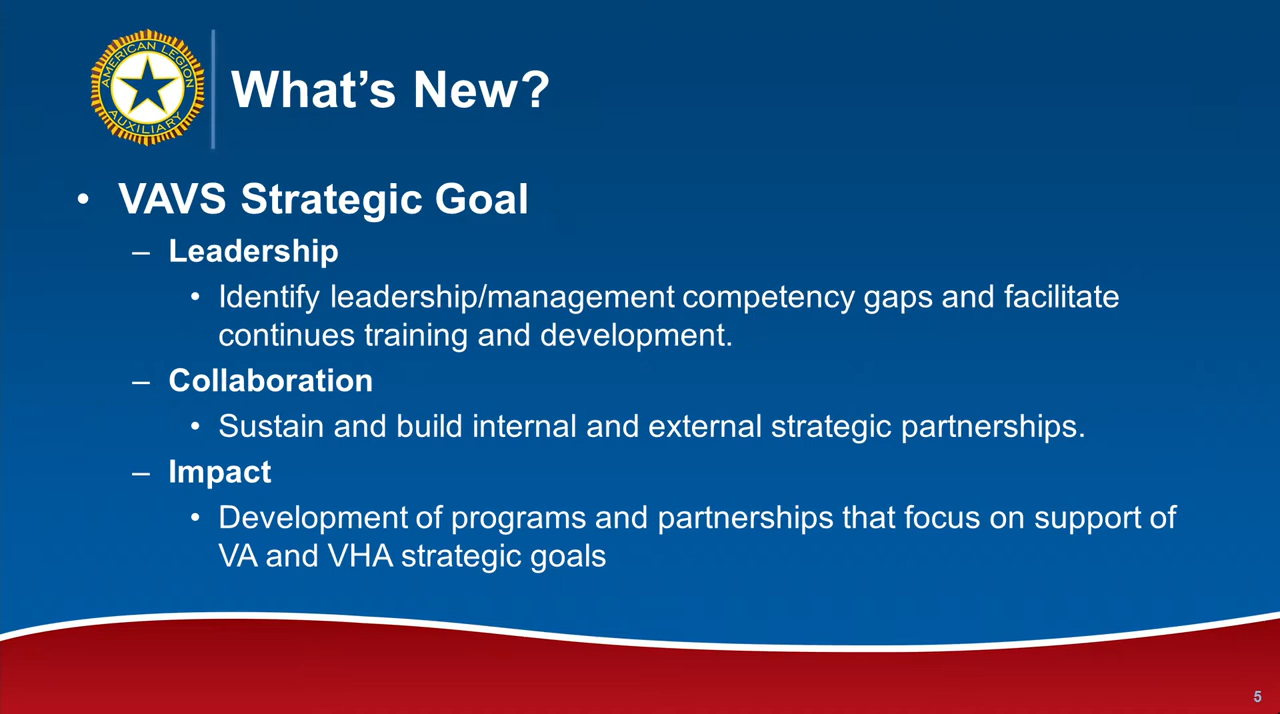 AMERICAN LEGION
AUXILIARY
What’s New?
• VAVS Strategic Goal
– Leadership
• Identify leadership/management competency gaps and facilitate
continues training and development.
– Collaboration
• Sustain and build internal and external strategic partnerships.
– Impact
• Development of programs and partnerships that focus on support of
VA and VHA strategic goals
5